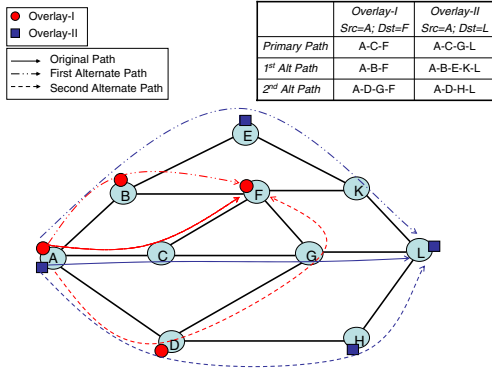 Overlay-I
Overlay-II
Original Path
First Alternate Path
Second Alternate Path
Overlay-I Overlay-II
Src=A; Dst=F Src=A; Dst=L
Primary Path A-C-F A-C-G-L
1st Alt Path A-B-F A-B-E-K-L
2nd Alt Path A-D-G-F A-D-H-L
E
B
F
K
A
C
G
L
D
H